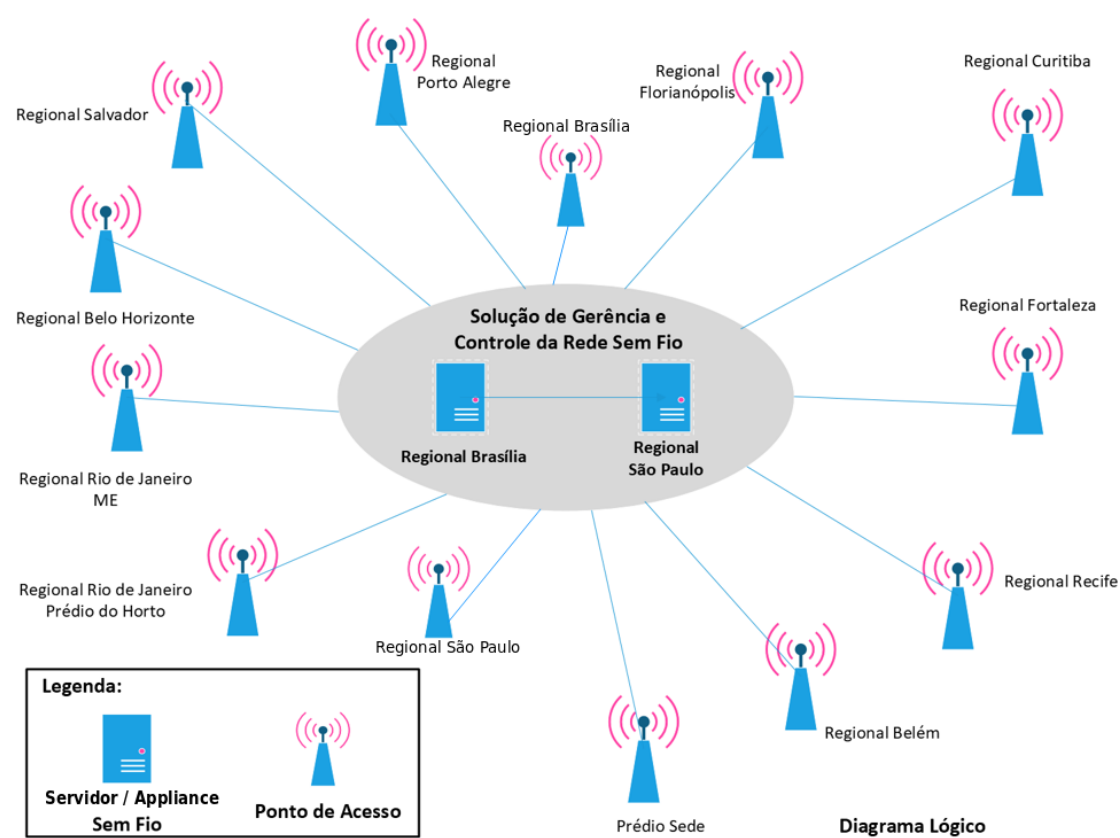 Regional
Porto Alegre
Regional
Florianópolis
Regional Curitiba
Regional Salvador
Regional Brasília
Regional Belo Horizonte
Regional Fortaleza
Solução de Gerência e
Controle da Rede Sem Fio
Regional Brasília
Regional
São Paulo
Regional Rio de Janeiro
ME
Regional Rio de Janeiro
Prédio do Horto
Regional São Paulo
Regional Recife
Regional Belém
Prédio Sede
Legenda:
Servidor / Appliance
Sem Fio
Ponto de Acesso
Diagrama Lógico